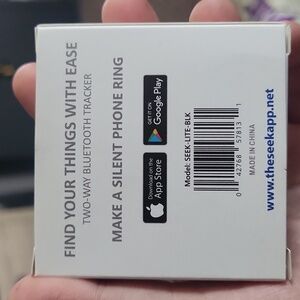 FIND YOUR THINGS WITH EASE
TWO-WAY BLUETOOTH TRACKER
MAKE A SILENT PHONE RING
Download on the
App Store
GET IT ON
Google Play
Model: SEEK-LITE-BLK
0 42768 57813 1
MADE IN CHINA
www.theseekapp.net